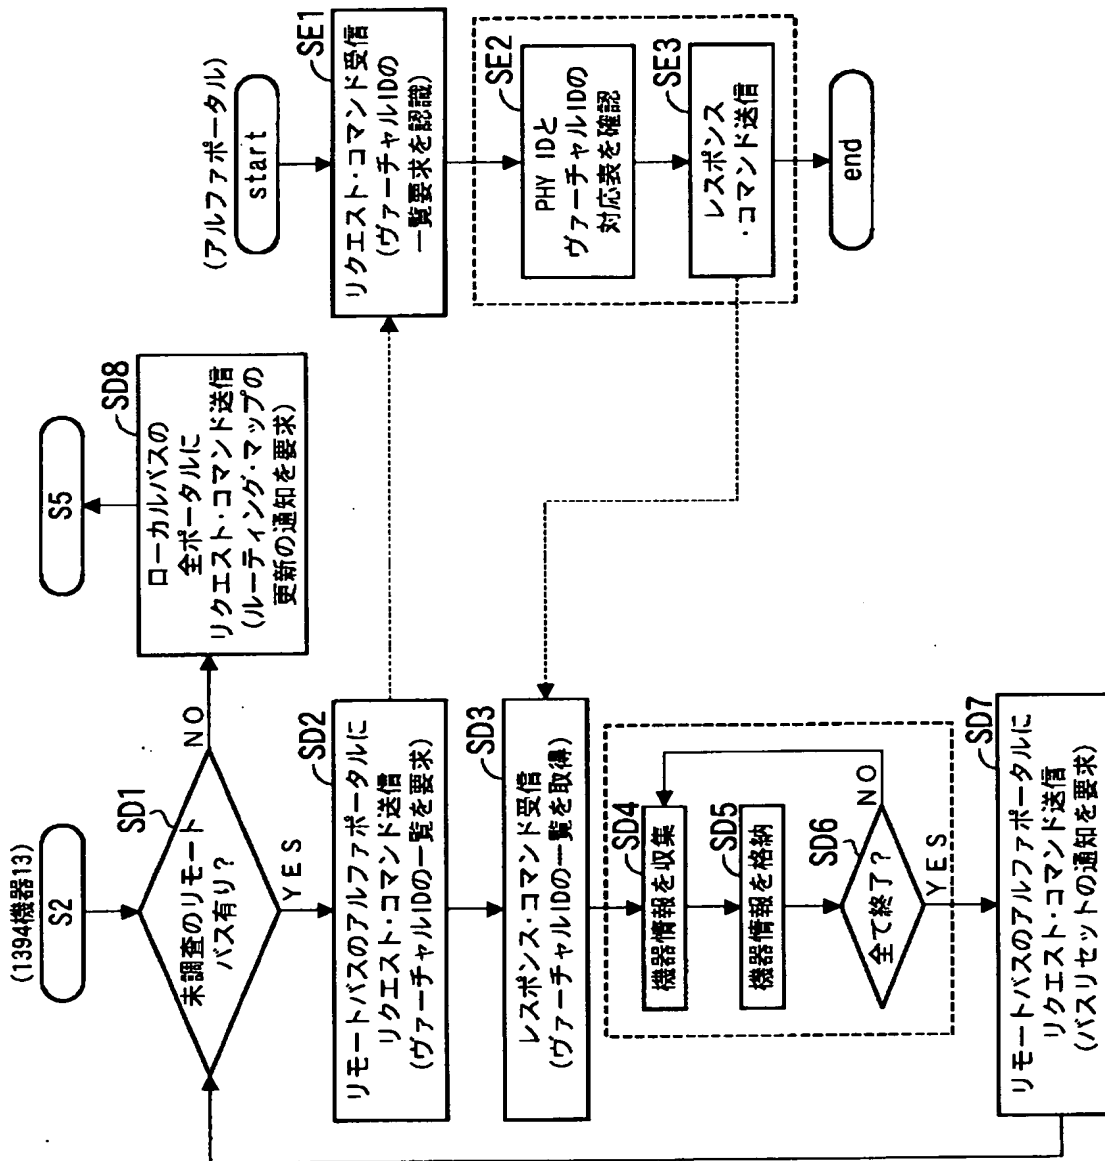 (1394機器13)
S2
SD1
未調査のリモート
バス有り?
NO
YES
SD2
リモートバスのアルファポータルに
リクエスト・コマンド送信
(ヴァーチャルIDの一覧を要求)
SD3
レスポンス・コマンド受信
(ヴァーチャルIDの一覧を取得)
SD4
機器情報を収集
SD5
機器情報を格納
SD6
全て終了?
NO
YES
SD7
リモートバスのアルファポータルに
リクエスト・コマンド送信
(バスリセットの通知を要求)
S5
SD8
ローカルバスの
全ポータルに
リクエスト・コマンド送信
(ルーティング・マップの
更新の通知を要求)
(アルファポータル)
start
SE1
リクエスト・コマンド受信
(ヴァーチャルIDの
一覧要求を認識)
SE2
PHY IDと
ヴァーチャルIDの
対応表を確認
SE3
レスポンス
・コマンド送信
end